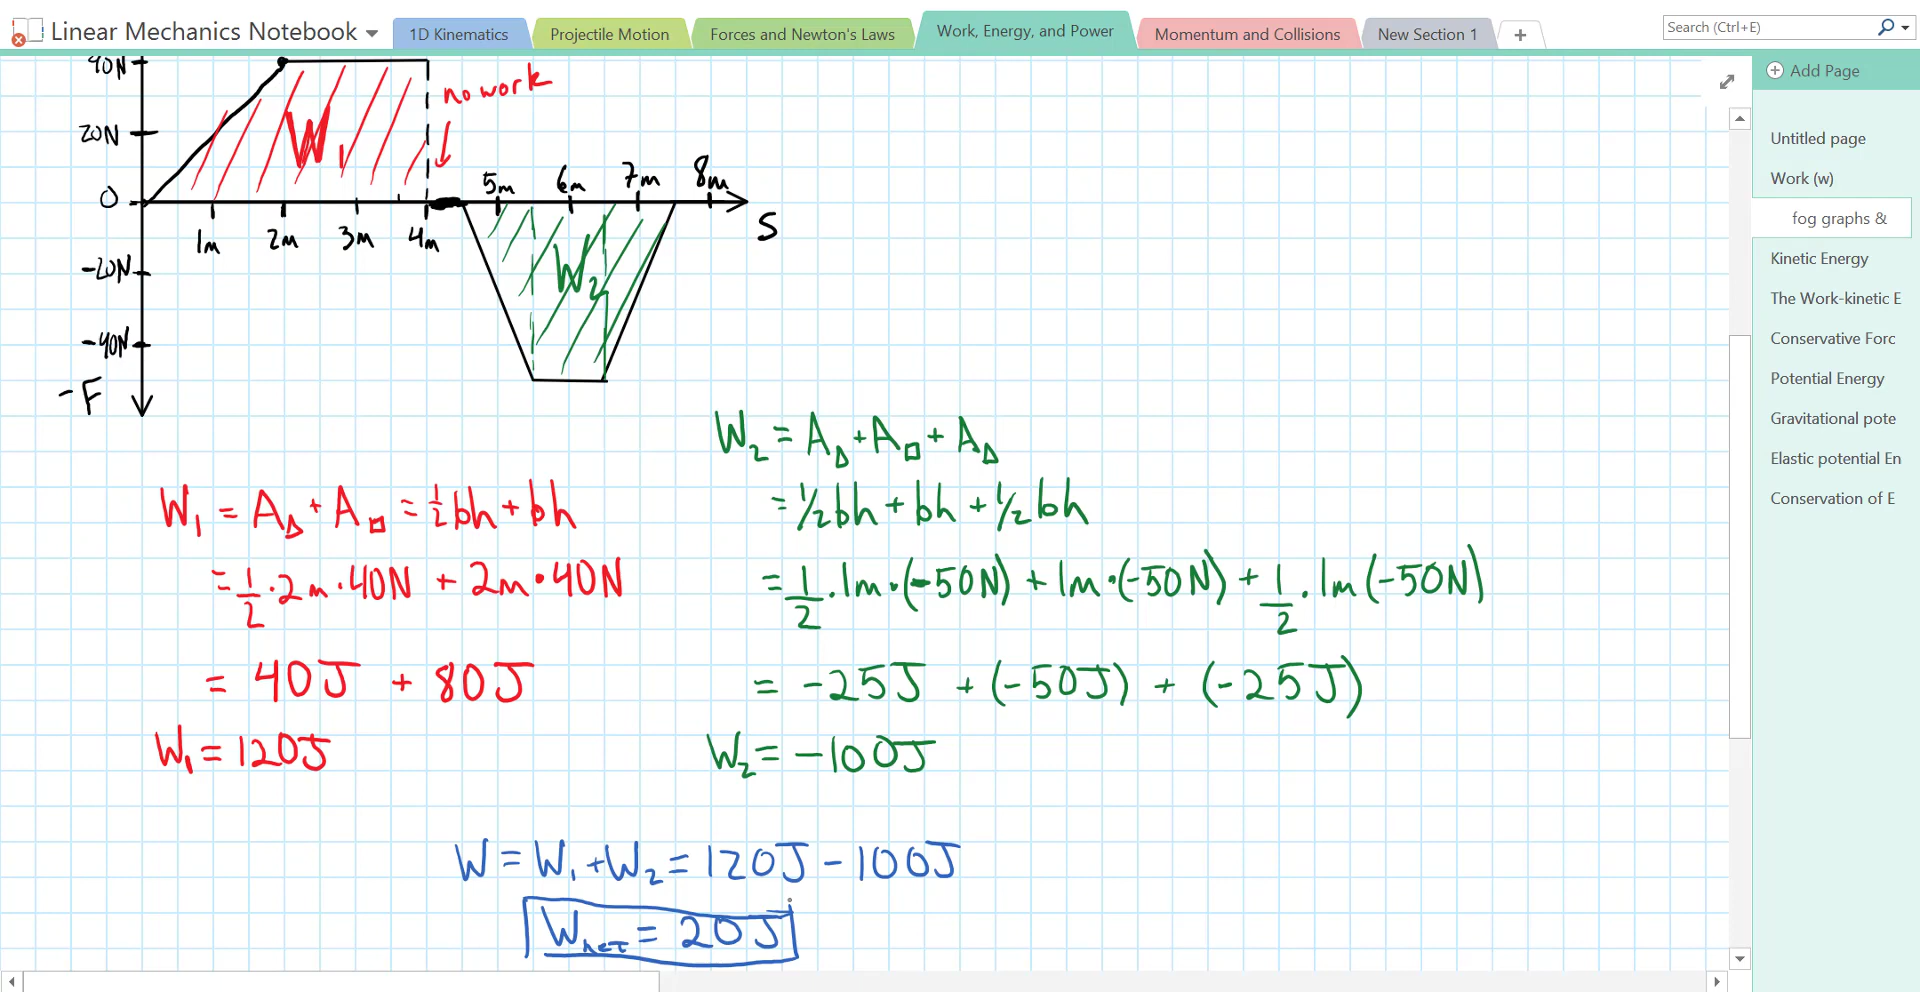 Linear Mechanics Notebook
1D Kinematics
Projectile Motion
Forces and Newton's Laws
Work, Energy, and Power
Momentum and Collisions
New Section 1
Search (Ctrl+E)
Add Page
Untitled page
Work (w)
fog graphs &
Kinetic Energy
The Work-kinetic E
Conservative Forc
Potential Energy
Gravitational pote
Elastic potential En
Conservation of E
40N
20N
0
-20N
-40N
-F
W1
no work
1m 2m 3m 4m
5m 6m 7m 8m
S
W2
W1 = A△ + A□ = 1/2 bh + bh
= 1/2 · 2m · 40N + 2m · 40N
= 40J + 80J
W1 = 120J
W2 = A△ + A□ + A△
= 1/2 bh + bh + 1/2 bh
= 1/2 · 1m · (-50N) + 1m · (-50N) + 1/2 · 1m (-50N)
= -25J + (-50J) + (-25J)
W2 = -100J
W = W1 + W2 = 120J - 100J
Wnet = 20J